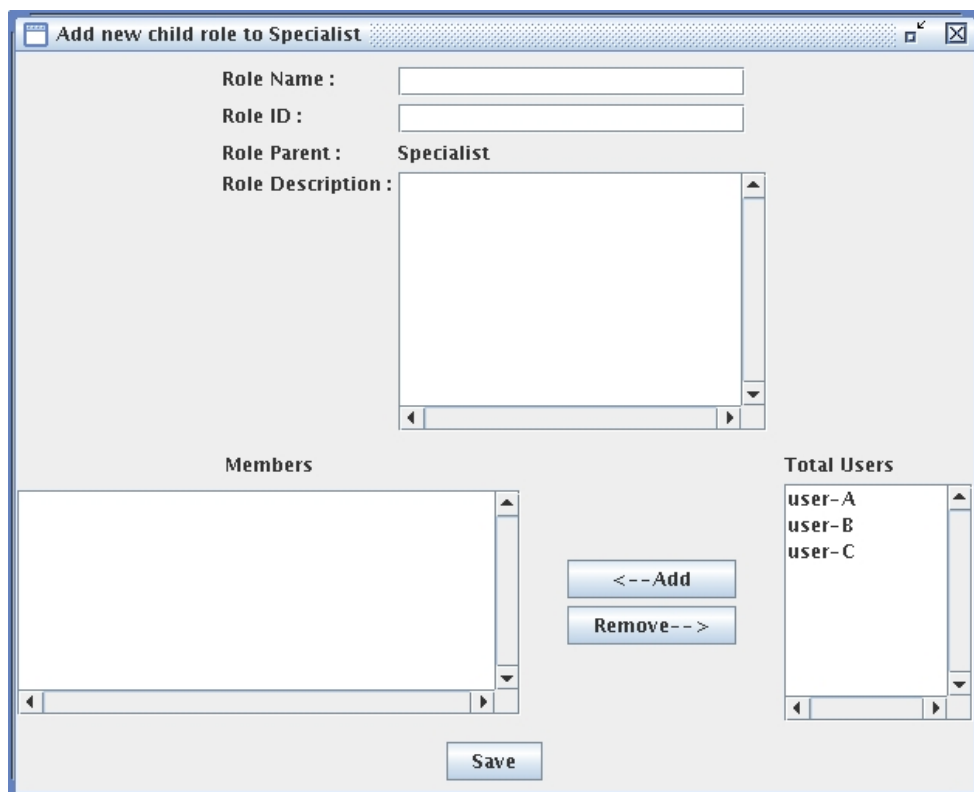 Add new child role to Specialist
Role Name :
Role ID :
Role Parent : Specialist
Role Description :
Members
Total Users
user-A
user-B
user-C
<--Add
Remove-->
Save